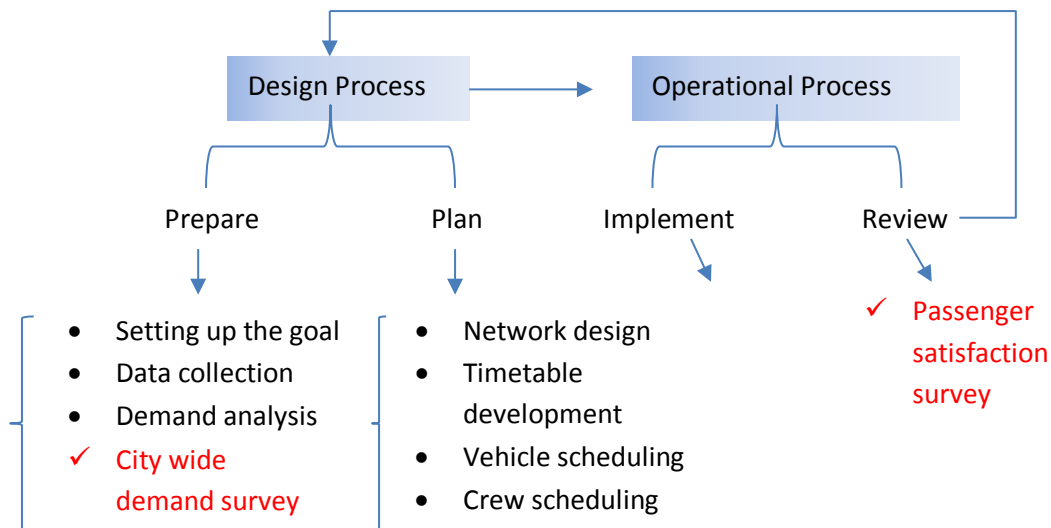 Design Process
Operational Process
Prepare
Plan
Implement
Review
• Setting up the goal
• Data collection
• Demand analysis
✓ City wide
demand survey
• Network design
• Timetable
development
• Vehicle scheduling
• Crew scheduling
✓ Passenger
satisfaction
survey